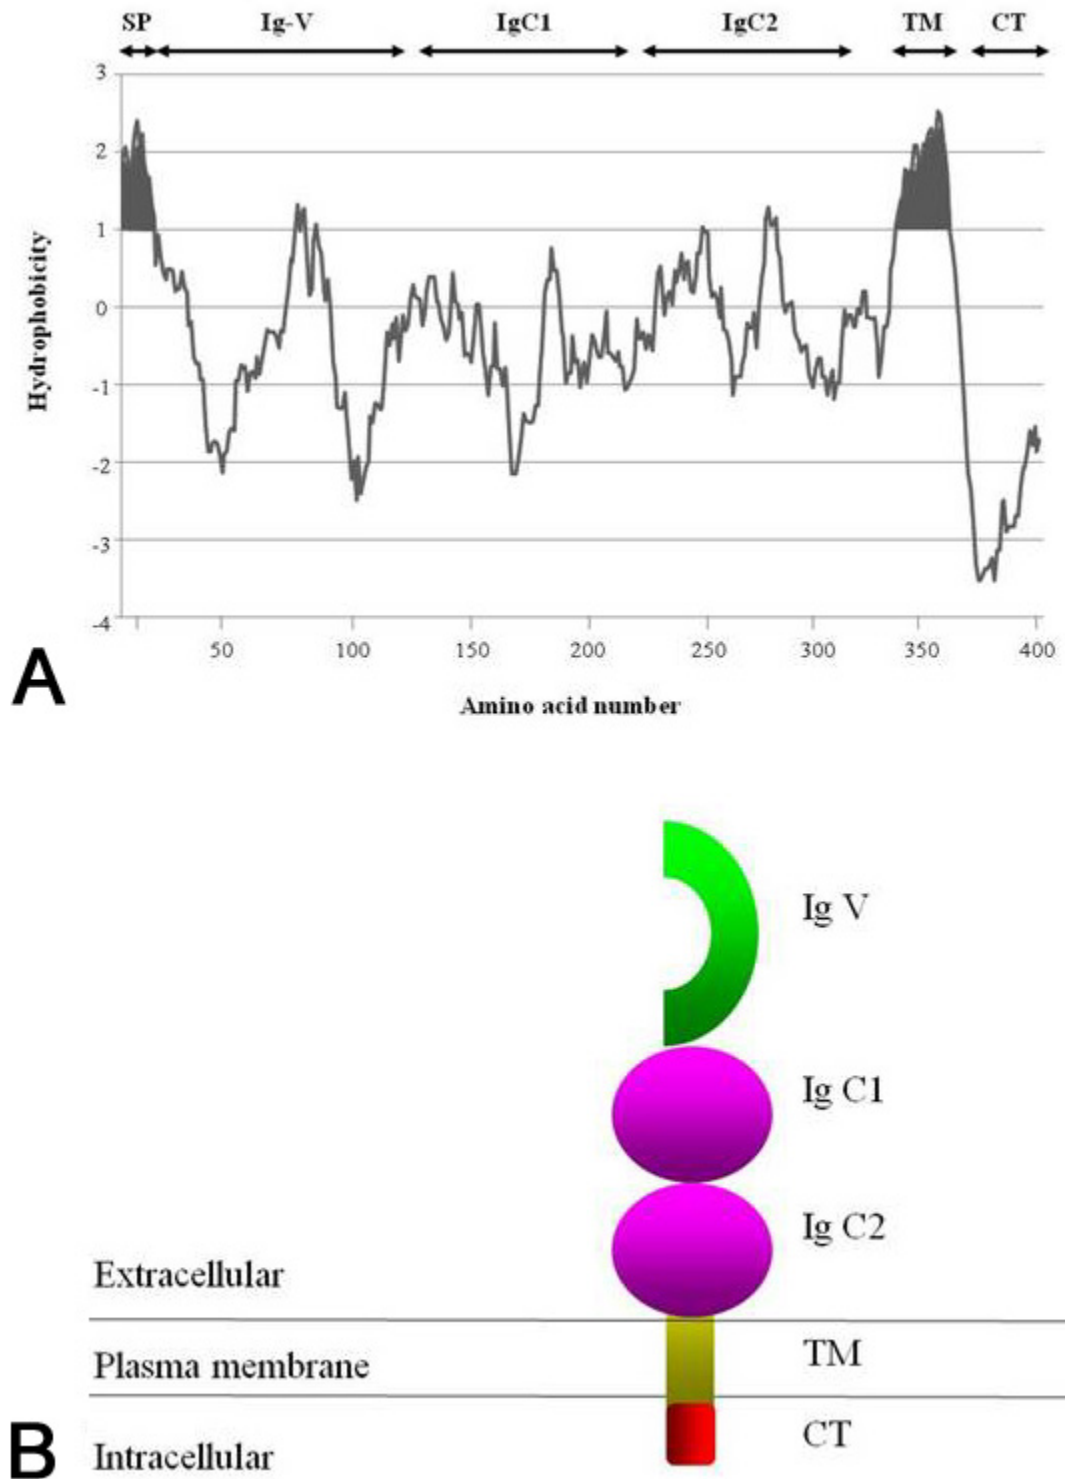 SP Ig-V IgC1 IgC2 TM CT
3
2
1
0
-1
-2
-3
-4
Hydrophobicity
50 100 150 200 250 300 350 400
Amino acid number
A
Ig V
Ig C1
Ig C2
Extracellular
Plasma membrane TM
CT
Intracellular
B